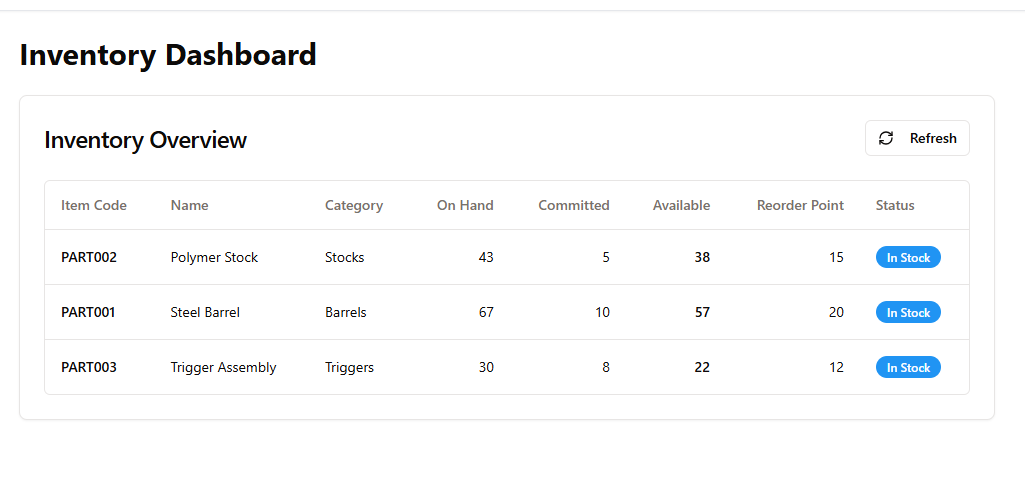 Inventory Dashboard
Inventory Overview
Refresh
Item Code Name Category On Hand Committed Available Reorder Point Status
PART002 Polymer Stock Stocks 43 5 38 15 In Stock
PART001 Steel Barrel Barrels 67 10 57 20 In Stock
PART003 Trigger Assembly Triggers 30 8 22 12 In Stock